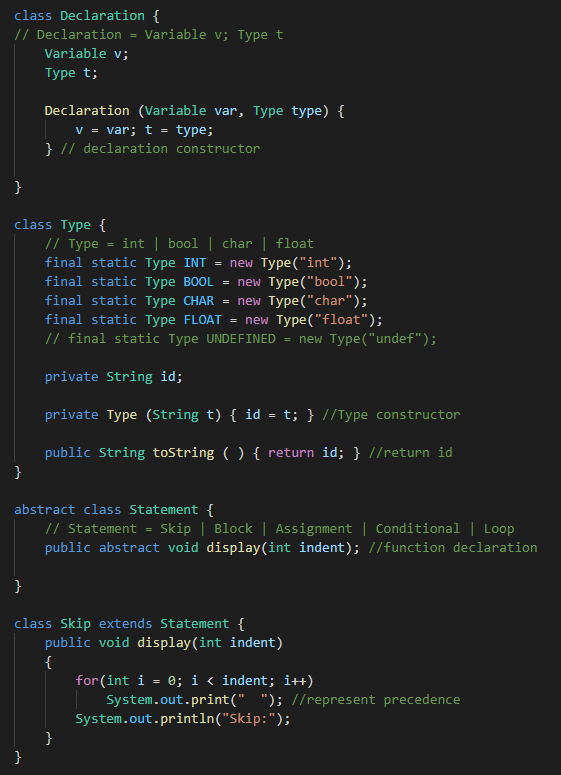 class Declaration {
// Declaration = Variable v; Type t
    Variable v;
    Type t;

    Declaration (Variable var, Type type) {
        v = var; t = type;
    } // declaration constructor

}

class Type {
    // Type = int | bool | char | float
    final static Type INT = new Type("int");
    final static Type BOOL = new Type("bool");
    final static Type CHAR = new Type("char");
    final static Type FLOAT = new Type("float");
    // final static Type UNDEFINED = new Type("undef");

    private String id;

    private Type (String t) { id = t; } //Type constructor

    public String toString ( ) { return id; } //return id
}

abstract class Statement {
    // Statement = Skip | Block | Assignment | Conditional | Loop
    public abstract void display(int indent); //function declaration

}

class Skip extends Statement {
    public void display(int indent)
    {
        for(int i = 0; i < indent; i++)
            System.out.print("  "); //represent precedence
        System.out.println("Skip:");
    }
}